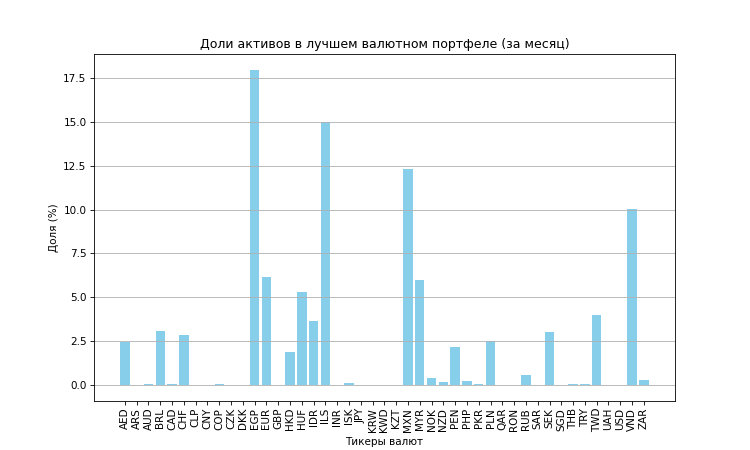 Доли активов в лучшем валютном портфеле (за месяц)
Доля (%)
17.5
15.0
12.5
10.0
7.5
5.0
2.5
0.0
AED ARS AUD BRL CAD CHF CLP CNY COP CZK DKK EGP EUR GBP HKD HUF IDR ILS INR ISK JPY KRW KWD KZT MXN MYR NOK NZD PEN PHP PKR PLN QAR RON RUB SAR SEK SGD THB TRY TWD UAH USD VND ZAR
Тикеры валют